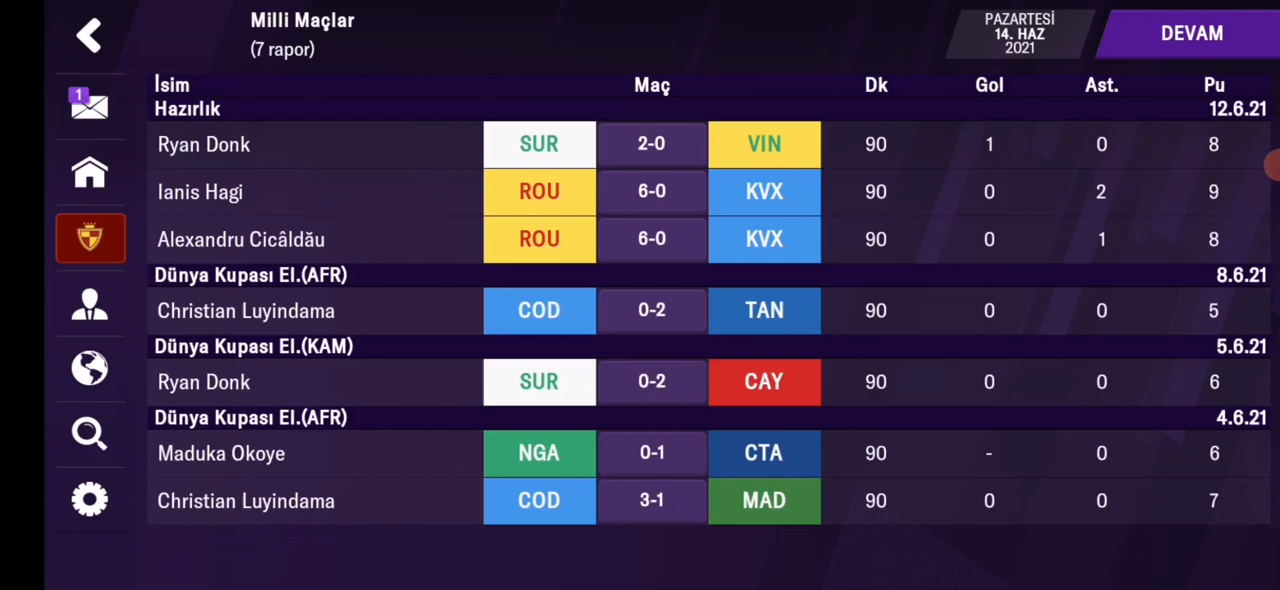 Milli Maçlar
(7 rapor)
PAZARTESİ
14. HAZ
2021
DEVAM
1
İsim Maç Dk Gol Ast. Pu
Hazırlık 12.6.21
Ryan Donk SUR 2-0 VIN 90 1 0 8
Ianis Hagi ROU 6-0 KVX 90 0 2 9
Alexandru Cicâldău ROU 6-0 KVX 90 0 1 8
Dünya Kupası El.(AFR) 8.6.21
Christian Luyindama COD 0-2 TAN 90 0 0 5
Dünya Kupası El.(KAM) 5.6.21
Ryan Donk SUR 0-2 CAY 90 0 0 6
Dünya Kupası El.(AFR) 4.6.21
Maduka Okoye NGA 0-1 CTA 90 - 0 6
Christian Luyindama COD 3-1 MAD 90 0 0 7